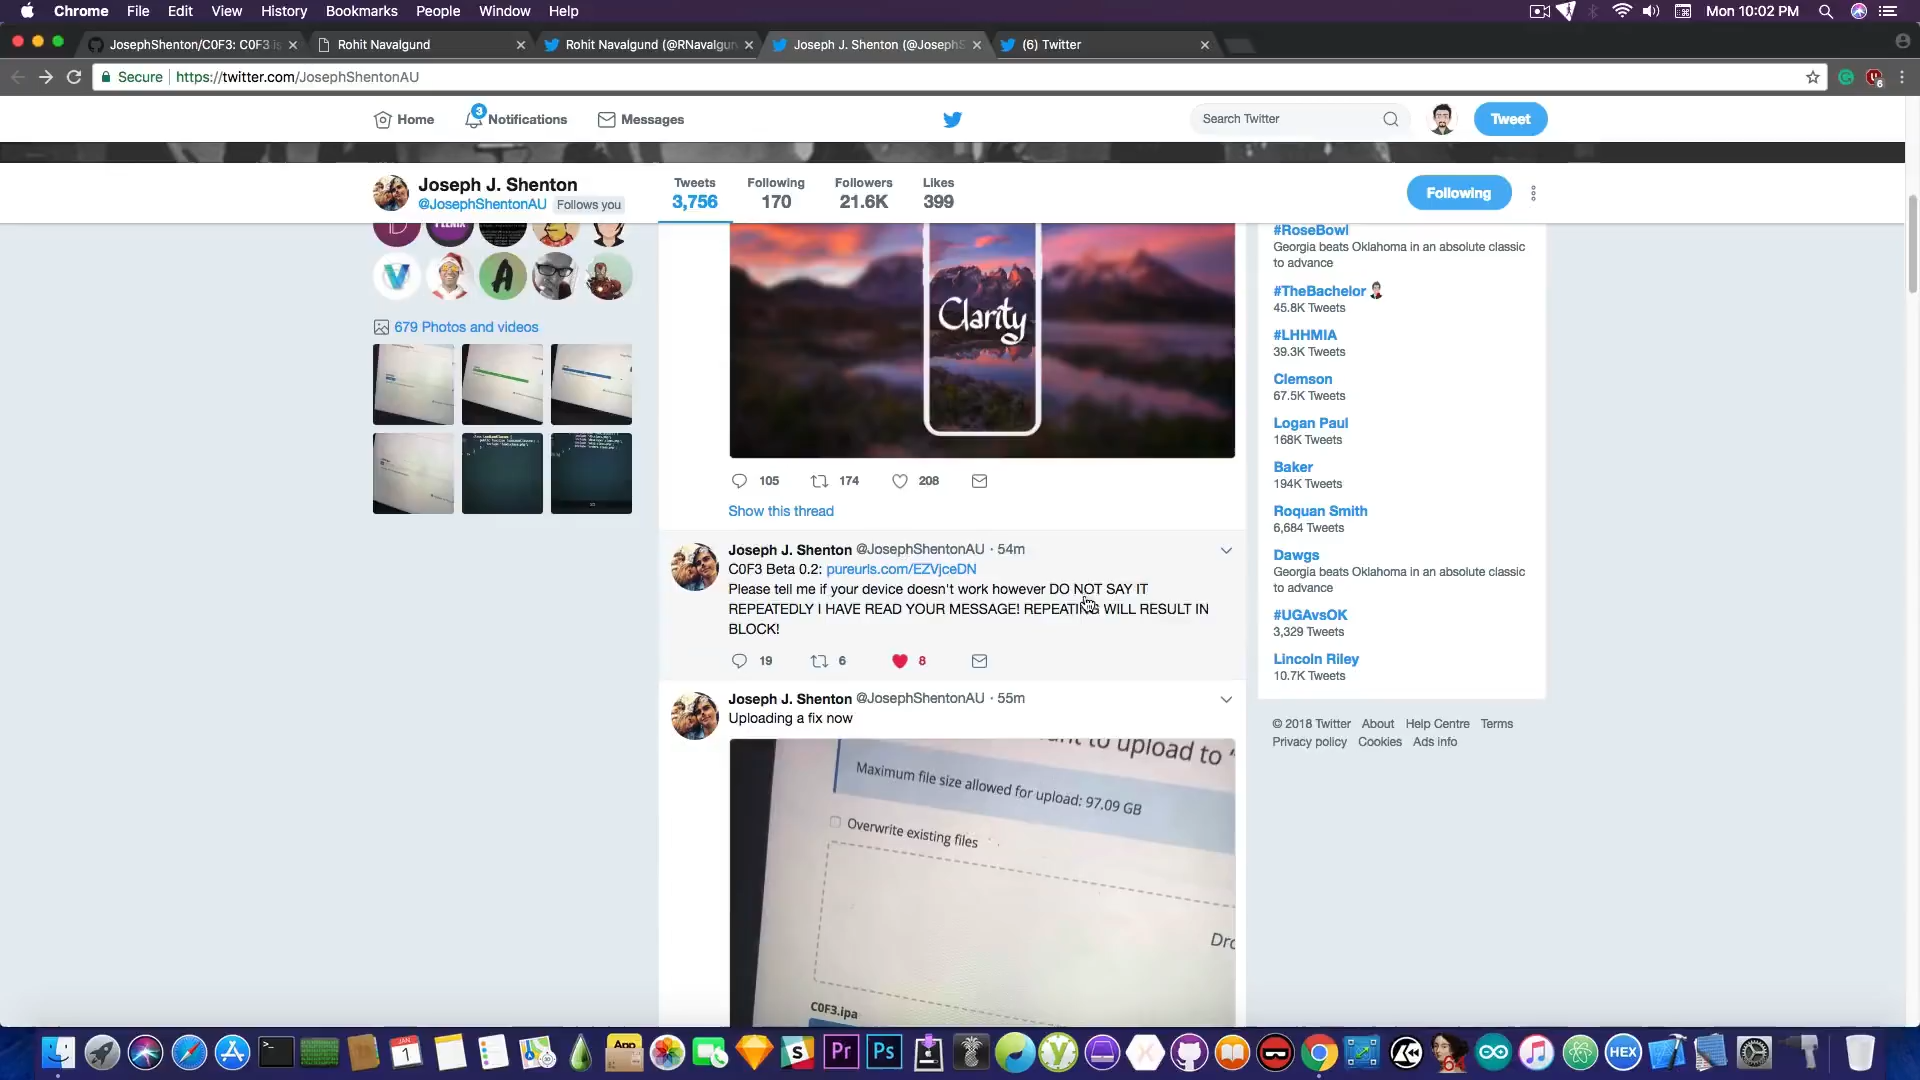 Chrome File Edit View History Bookmarks People Window Help
Mon 10:02 PM
JosephShenton/C0F3: C0F3 is
Rohit Navalgund
Rohit Navalgund (@RNavalgun
Joseph J. Shenton (@JosephS
(6) Twitter
Secure https://twitter.com/JosephShentonAU
6
3
Home Notifications Messages
Search Twitter
Tweet
Joseph J. Shenton
@JosephShentonAU Follows you
Tweets Following Followers Likes
3,756 170 21.6K 399
Following
679 Photos and videos
Clarity
105 174 208
Show this thread
Joseph J. Shenton @JosephShentonAU · 54m
C0F3 Beta 0.2: pureurls.com/EZVjceDN
Please tell me if your device doesn't work however DO NOT SAY IT
REPEATEDLY I HAVE READ YOUR MESSAGE! REPEATING WILL RESULT IN
BLOCK!
19 6 8
Joseph J. Shenton @JosephShentonAU · 55m
Uploading a fix now
to upload to "
Maximum file size allowed for upload: 97.09 GB
Overwrite existing files
Dro
C0F3.ipa
#RoseBowl
Georgia beats Oklahoma in an absolute classic
to advance
#TheBachelor
45.8K Tweets
#LHHMIA
39.3K Tweets
Clemson
67.5K Tweets
Logan Paul
168K Tweets
Baker
194K Tweets
Roquan Smith
6,684 Tweets
Dawgs
Georgia beats Oklahoma in an absolute classic
to advance
#UGAvsOK
3,329 Tweets
Lincoln Riley
10.7K Tweets
© 2018 Twitter About Help Centre Terms
Privacy policy Cookies Ads info
App
Pr
Ps
HEX